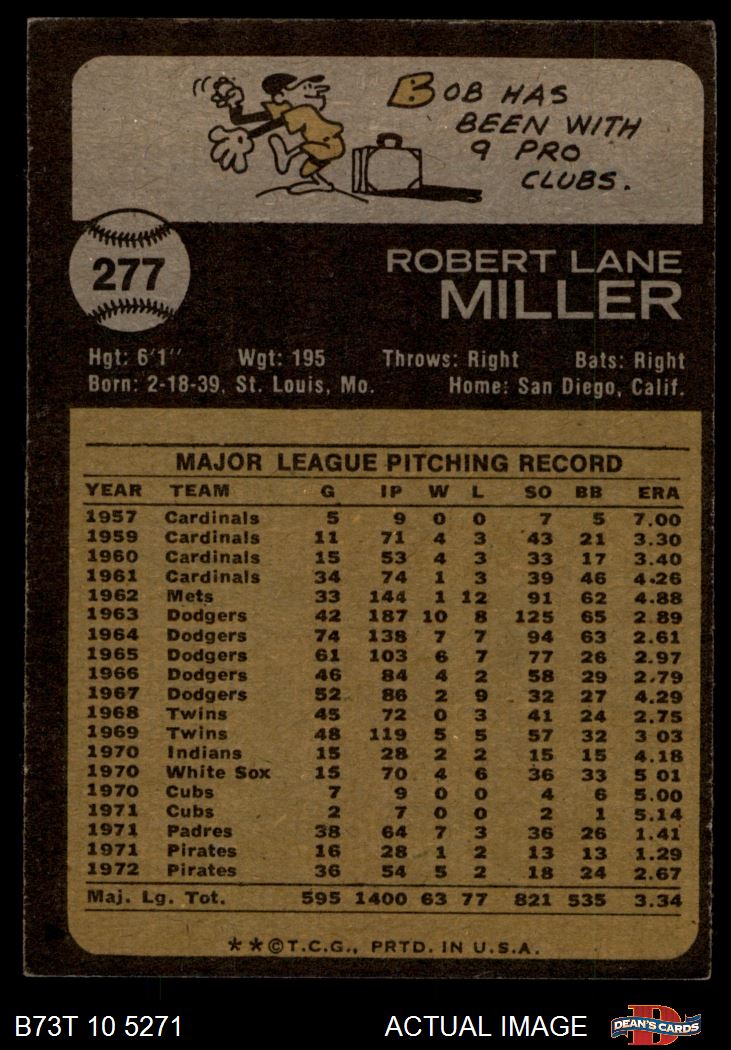 BOB HAS
BEEN WITH
9 PRO
CLUBS.
277
ROBERT LANE
MILLER
Hgt: 6'1" Wgt: 195 Throws: Right Bats: Right
Born: 2-18-39, St. Louis, Mo. Home: San Diego, Calif.
MAJOR LEAGUE PITCHING RECORD
YEAR TEAM G IP W L SO BB ERA
1957 Cardinals 5 9 0 0 7 5 7.00
1959 Cardinals 11 71 4 3 43 21 3.30
1960 Cardinals 15 53 4 3 33 17 3.40
1961 Cardinals 34 74 1 3 39 46 4.26
1962 Mets 33 144 1 12 91 62 4.88
1963 Dodgers 42 187 10 8 125 65 2.89
1964 Dodgers 74 138 7 7 94 63 2.61
1965 Dodgers 61 103 6 7 77 26 2.97
1966 Dodgers 46 84 4 2 58 29 2.79
1967 Dodgers 52 86 2 9 32 27 4.29
1968 Twins 45 72 0 3 41 24 2.75
1969 Twins 48 119 5 5 57 32 3 03
1970 Indians 15 28 2 2 15 15 4.18
1970 White Sox 15 70 4 6 36 33 5 01
1970 Cubs 7 9 0 0 4 6 5.00
1971 Cubs 2 7 0 0 2 1 5.14
1971 Padres 38 64 7 3 36 26 1.41
1971 Pirates 16 28 1 2 13 13 1.29
1972 Pirates 36 54 5 2 18 24 2.67
Maj. Lg. Tot. 595 1400 63 77 821 535 3.34
**©T.C.G., PRTD. IN U.S.A.
B73T 10 5271 ACTUAL IMAGE D DEAN'S CARDS